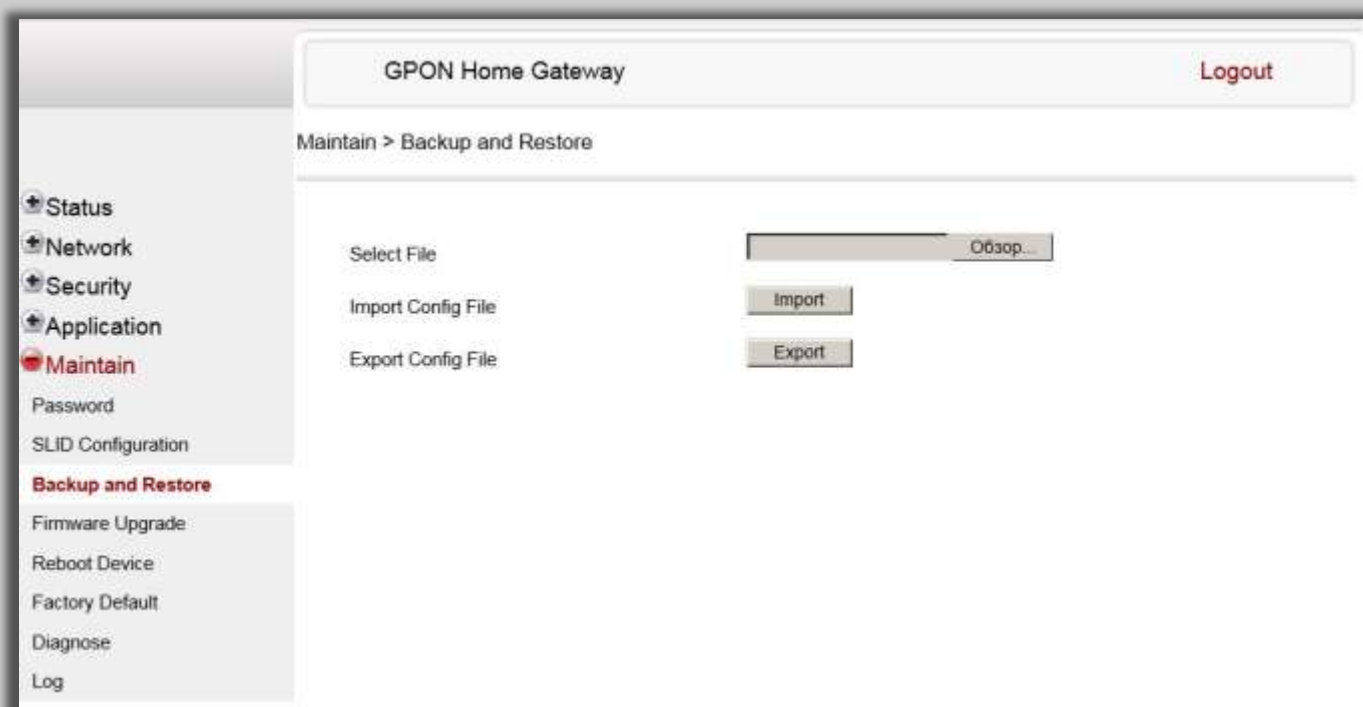 GPON Home Gateway
Logout
Maintain > Backup and Restore
Status
Network
Security
Application
Maintain
Password
SLID Configuration
Backup and Restore
Firmware Upgrade
Reboot Device
Factory Default
Diagnose
Log
Select File
Обзор...
Import Config File
Import
Export Config File
Export